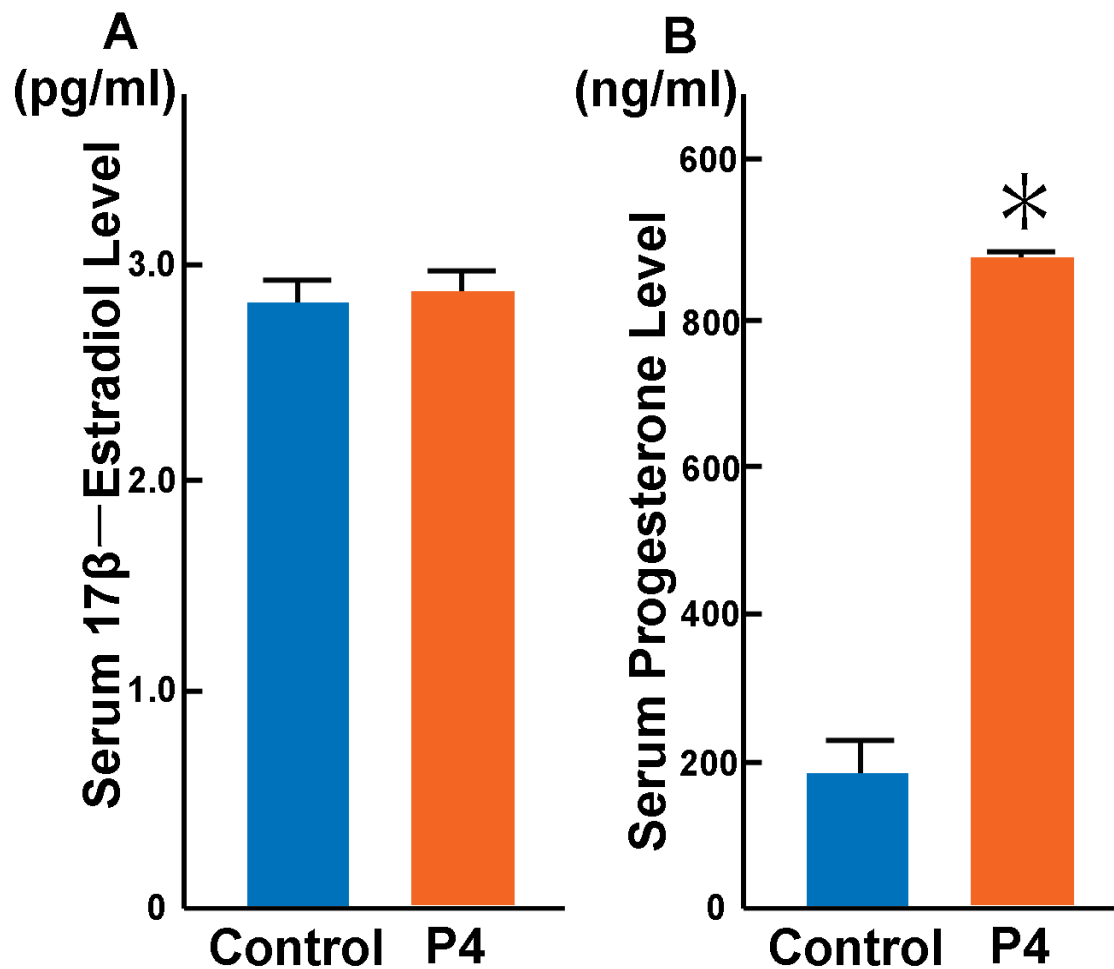 A
(pg/ml)
Serum 17β—Estradiol Level
3.0
2.0
1.0
0
Control P4
B
(ng/ml)
Serum Progesterone Level
600
800
600
400
200
0
*
Control P4